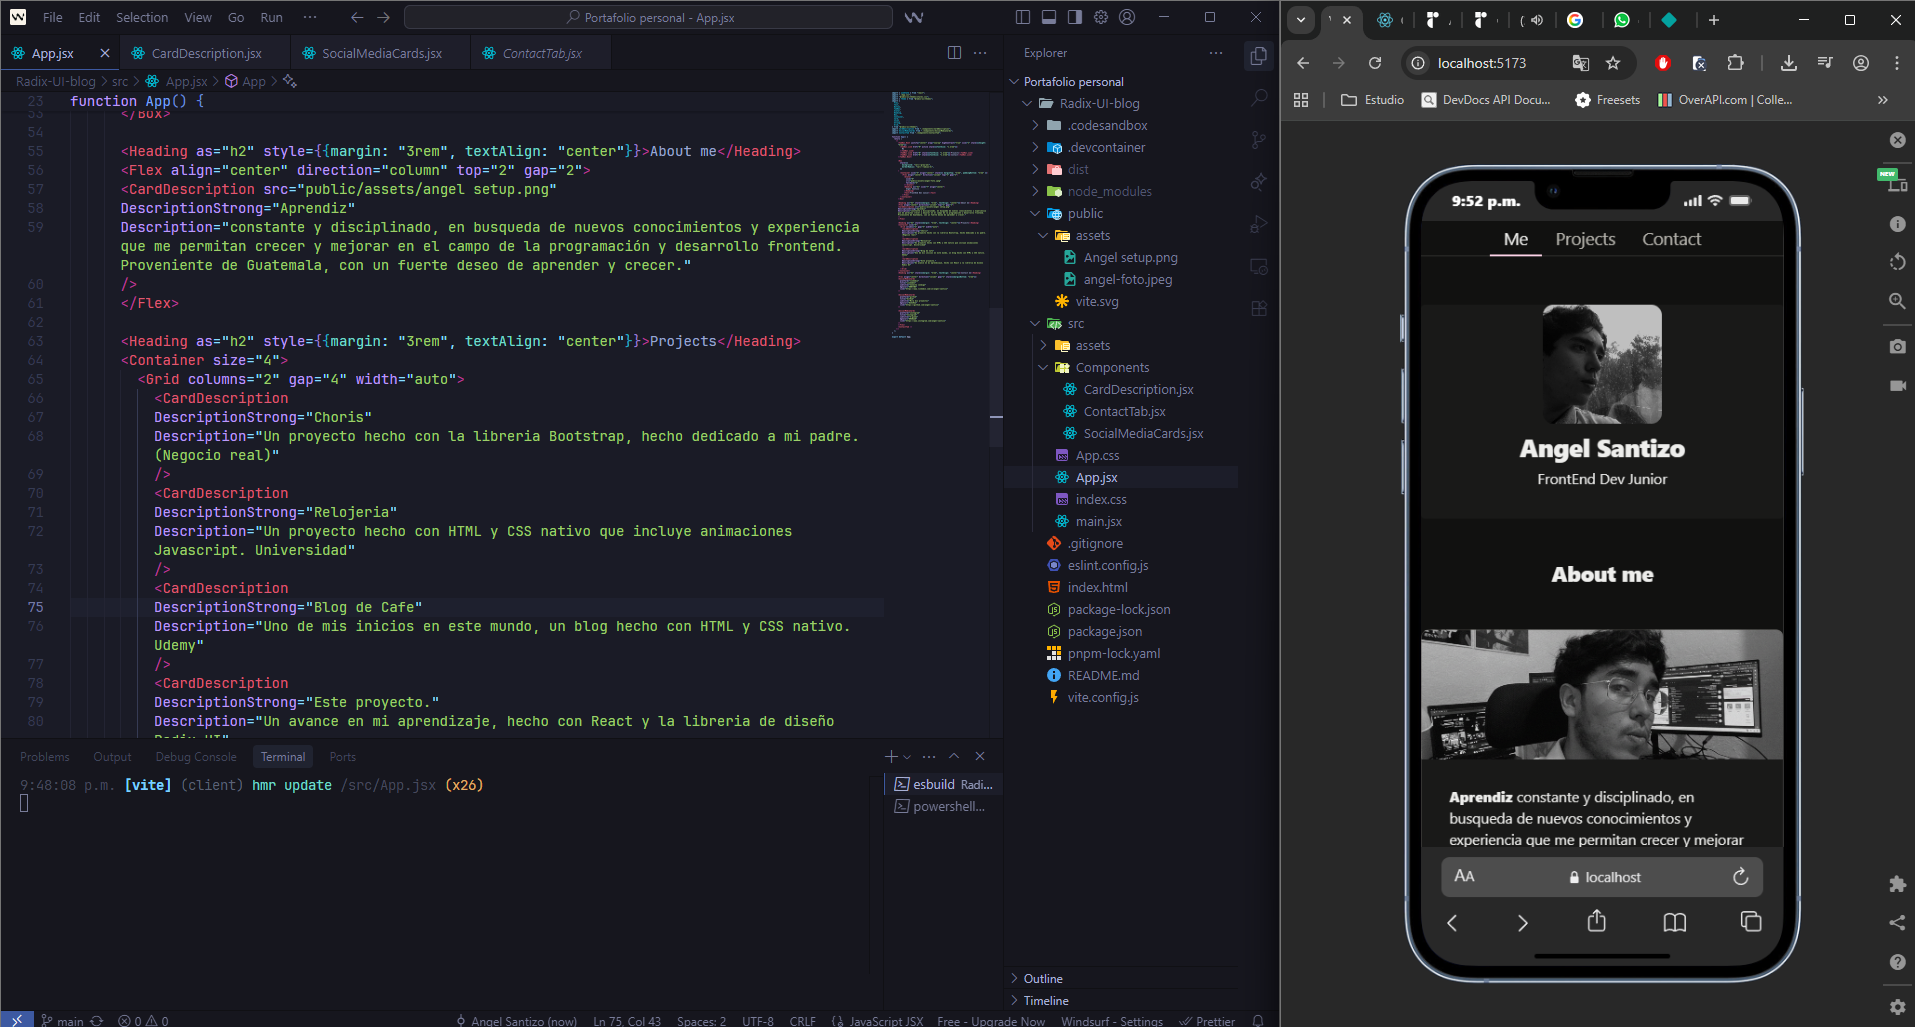 File Edit Selection View Go Run ···
Portafolio personal - App.jsx
App.jsx
CardDescription.jsx
SocialMediaCards.jsx
ContactTab.jsx
Radix-UI-blog > src > App.jsx > App >
23 function App() {
53 </Box>
54
55 <Heading as="h2" style={{margin: "3rem", textAlign: "center"}}>About me</Heading>
56 <Flex align="center" direction="column" top="2" gap="2">
57 <CardDescription src="public/assets/angel setup.png"
58 DescriptionStrong="Aprendiz"
59 Description="constante y disciplinado, en busqueda de nuevos conocimientos y experiencia
que me permitan crecer y mejorar en el campo de la programación y desarrollo frontend.
Proveniente de Guatemala, con un fuerte deseo de aprender y crecer."
60 />
61 </Flex>
62
63 <Heading as="h2" style={{margin: "3rem", textAlign: "center"}}>Projects</Heading>
64 <Container size="4">
65 <Grid columns="2" gap="4" width="auto">
66 <CardDescription
67 DescriptionStrong="Choris"
68 Description="Un proyecto hecho con la libreria Bootstrap, hecho dedicado a mi padre.
(Negocio real)"
69 />
70 <CardDescription
71 DescriptionStrong="Relojeria"
72 Description="Un proyecto hecho con HTML y CSS nativo que incluye animaciones
Javascript. Universidad"
73 />
74 <CardDescription
75 DescriptionStrong="Blog de Cafe"
76 Description="Uno de mis inicios en este mundo, un blog hecho con HTML y CSS nativo.
Udemy"
77 />
78 <CardDescription
79 DescriptionStrong="Este proyecto."
80 Description="Un avance en mi aprendizaje, hecho con React y la libreria de diseño
Radix UI"
Problems Output Debug Console Terminal Ports
9:48:08 p.m. [vite] (client) hmr update /src/App.jsx (x26)
esbuild Radi...
powershell...
Explorer
Portafolio personal
Radix-UI-blog
.codesandbox
.devcontainer
dist
node_modules
public
assets
Angel setup.png
angel-foto.jpeg
vite.svg
src
assets
Components
CardDescription.jsx
ContactTab.jsx
SocialMediaCards.jsx
App.css
App.jsx
index.css
main.jsx
.gitignore
eslint.config.js
index.html
package-lock.json
package.json
pnpm-lock.yaml
README.md
vite.config.js
Outline
Timeline
main 0 0 Angel Santizo (now) Ln 75, Col 43 Spaces: 2 UTF-8 CRLF JavaScript JSX Free - Upgrade Now Windsurf - Settings Prettier
localhost:5173
Estudio DevDocs API Docu... Freesets OverAPI.com | Colle... »
NEW
9:52 p.m.
Me Projects Contact
Angel Santizo
FrontEnd Dev Junior
About me
Aprendiz constante y disciplinado, en
busqueda de nuevos conocimientos y
experiencia que me permitan crecer y mejorar
AA localhost